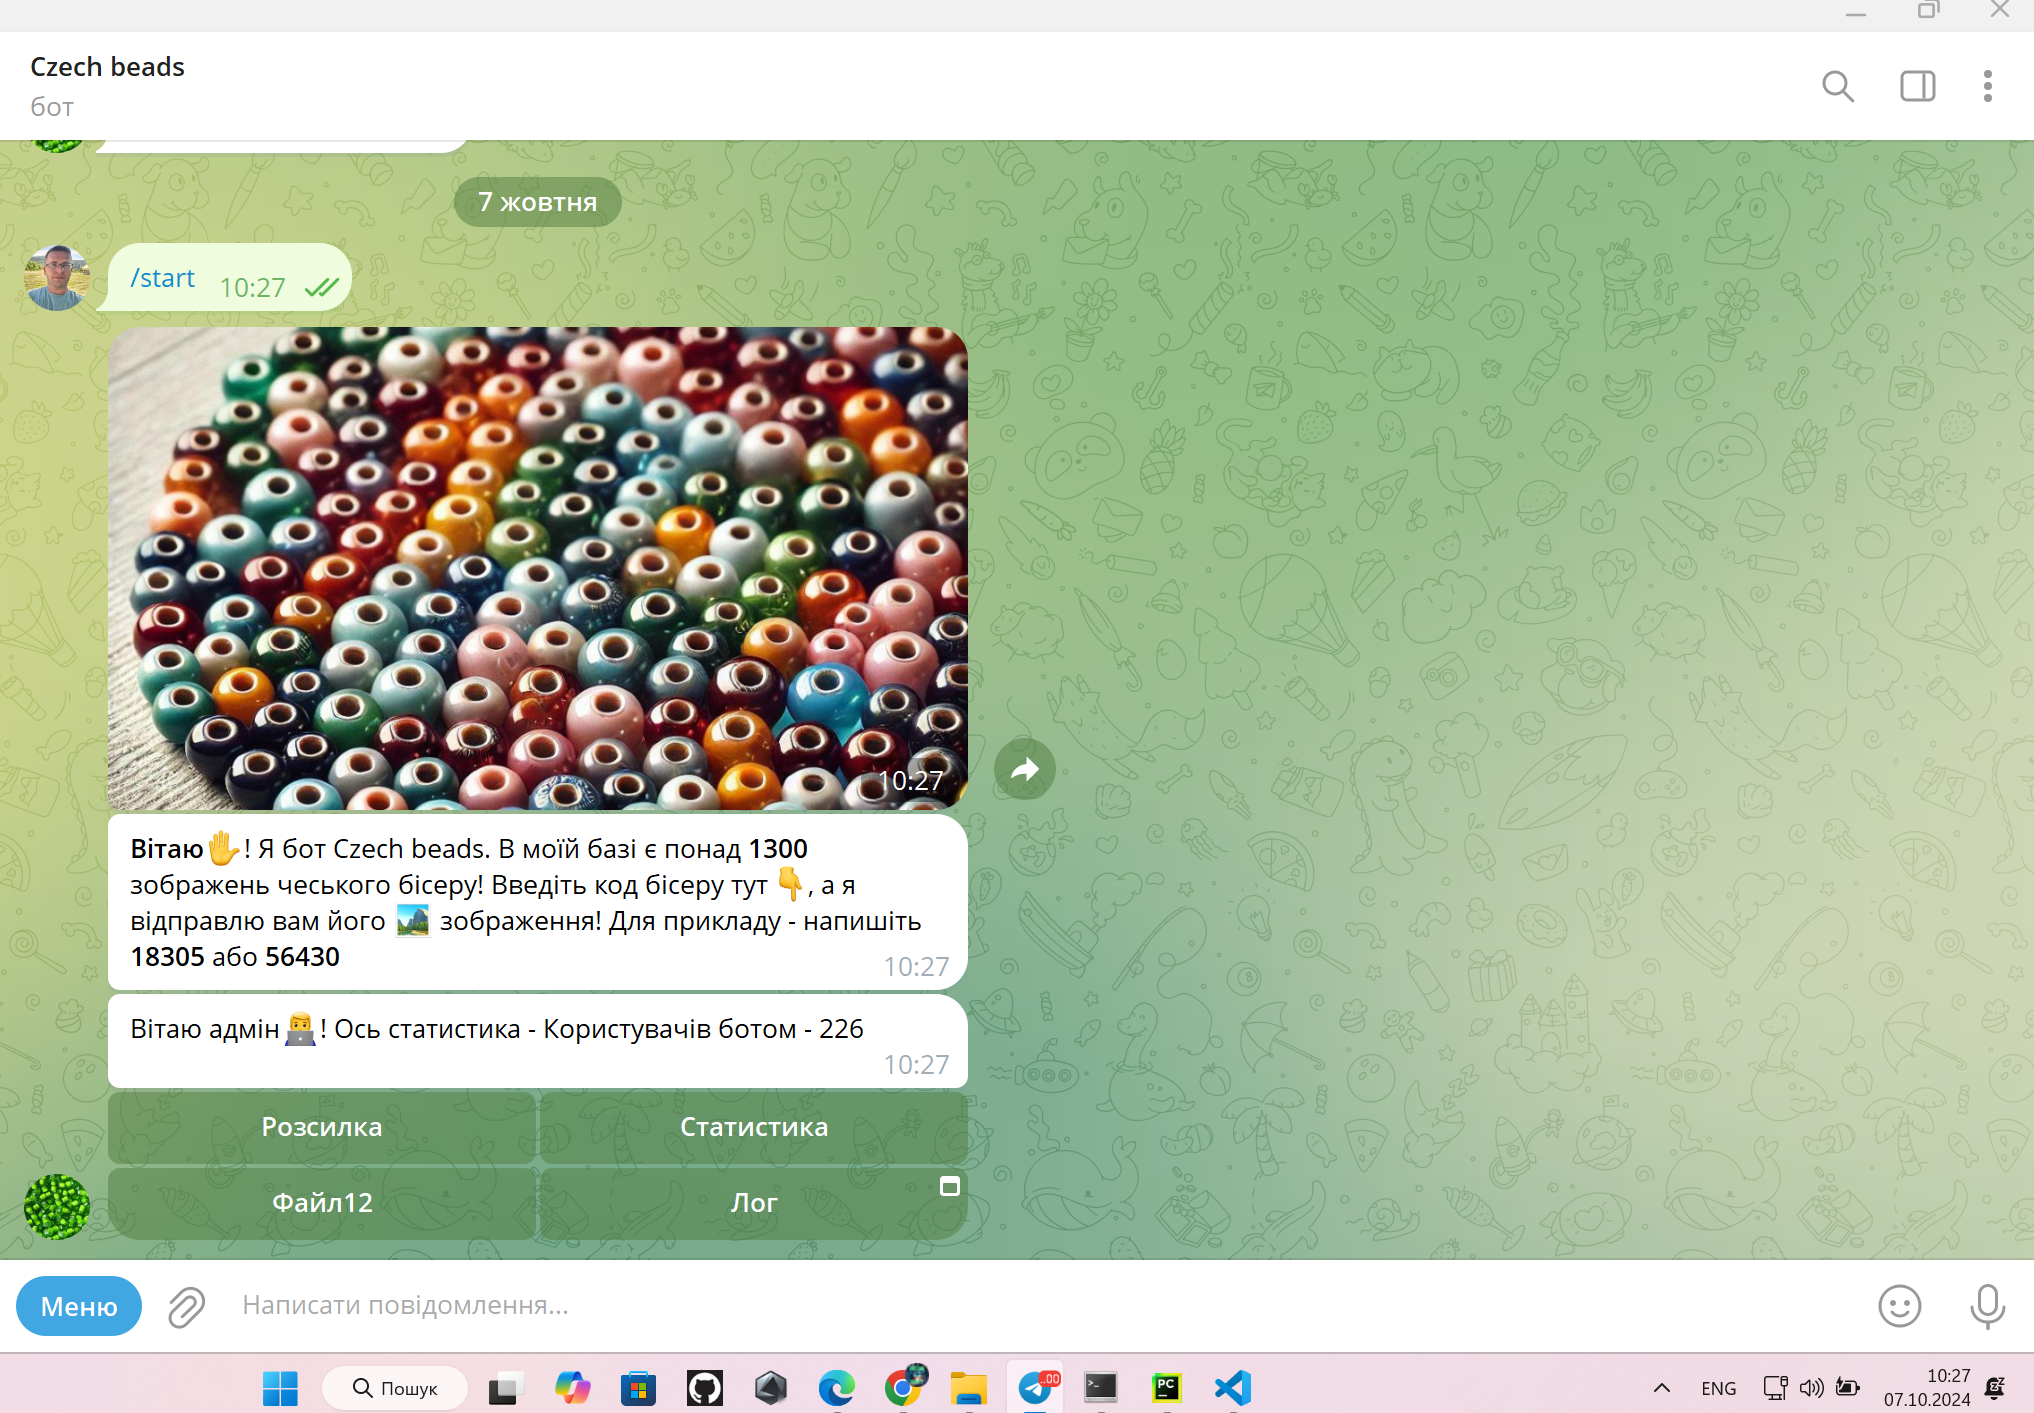 Czech beads
бот
7 жовтня
/start 10:27
10:27
Вітаю✋! Я бот Czech beads. В моїй базі є понад 1300
зображень чеського бісеру! Введіть код бісеру тут 👇, а я
відправлю вам його 🏞 зображення! Для прикладу - напишіть
18305 або 56430
10:27
Вітаю адмін👨‍💻! Ось статистика - Користувачів ботом - 226
10:27
Розсилка Статистика
Файл12 Лог
Меню Написати повідомлення...
Пошук
..00
PC
ENG
10:27
07.10.2024